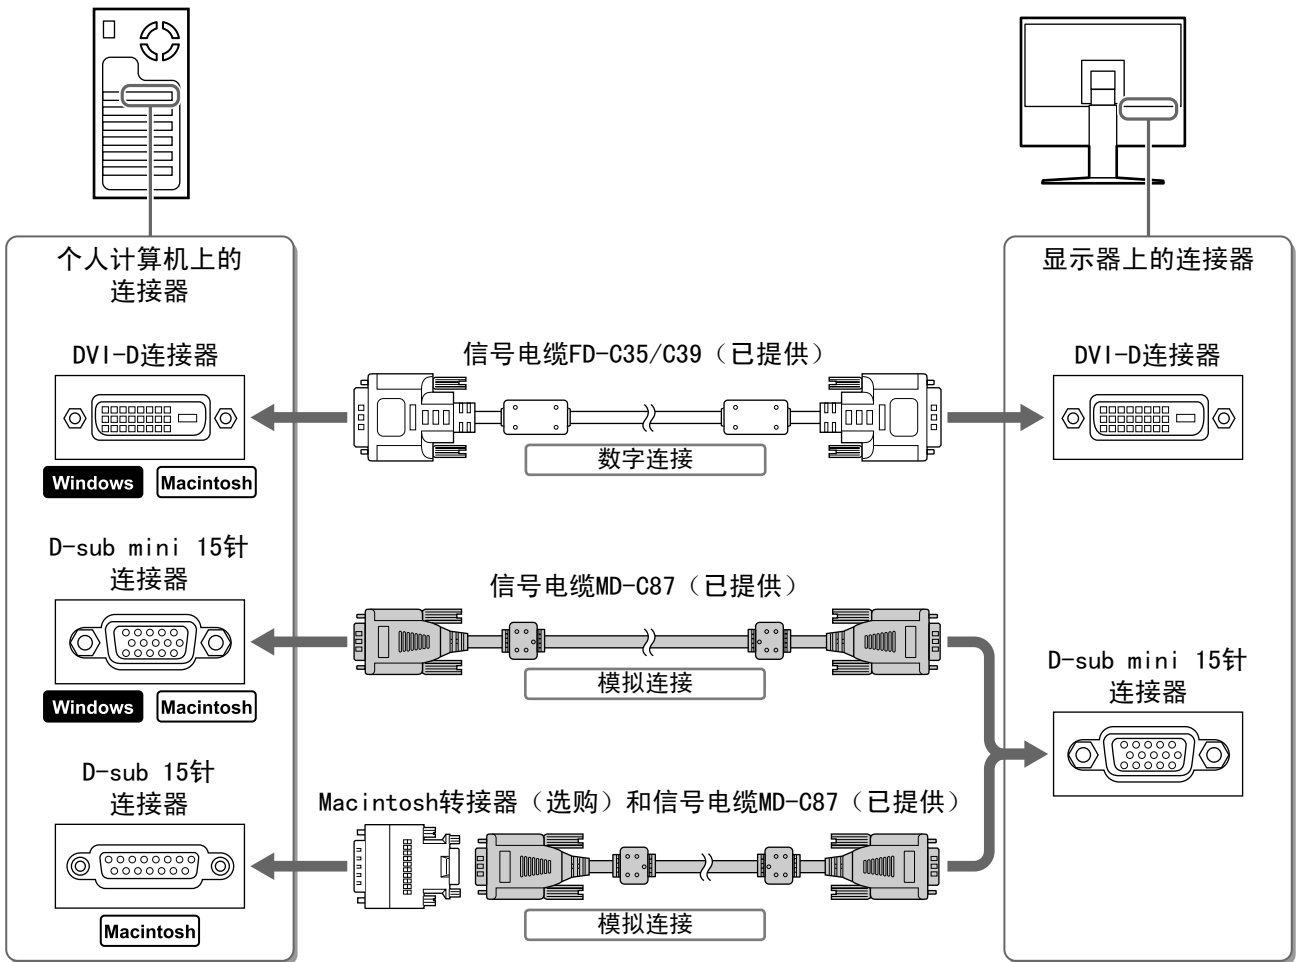 个人计算机上的
连接器
显示器上的连接器
DVI-D连接器
信号电缆FD-C35/C39（已提供）
DVI-D连接器
数字连接
Windows Macintosh
D-sub mini 15针
连接器
信号电缆MD-C87（已提供）
模拟连接
Windows Macintosh
D-sub mini 15针
连接器
D-sub 15针
连接器
Macintosh转接器（选购）和信号电缆MD-C87（已提供）
模拟连接
Macintosh